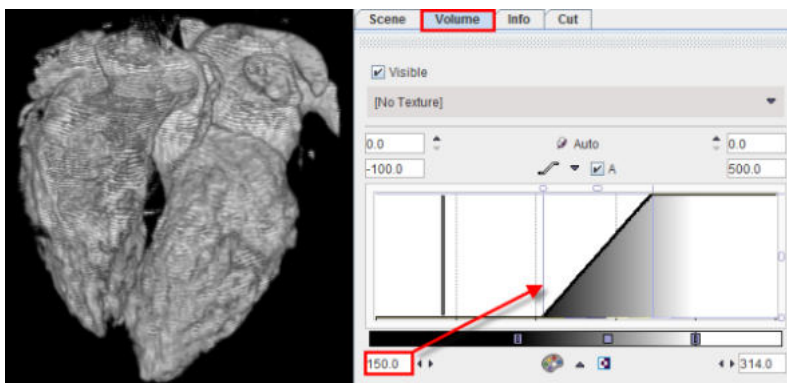 Scene Volume Info Cut
Visible
[No Texture]
0.0 Auto 0.0
-100.0 A 500.0
150.0 314.0